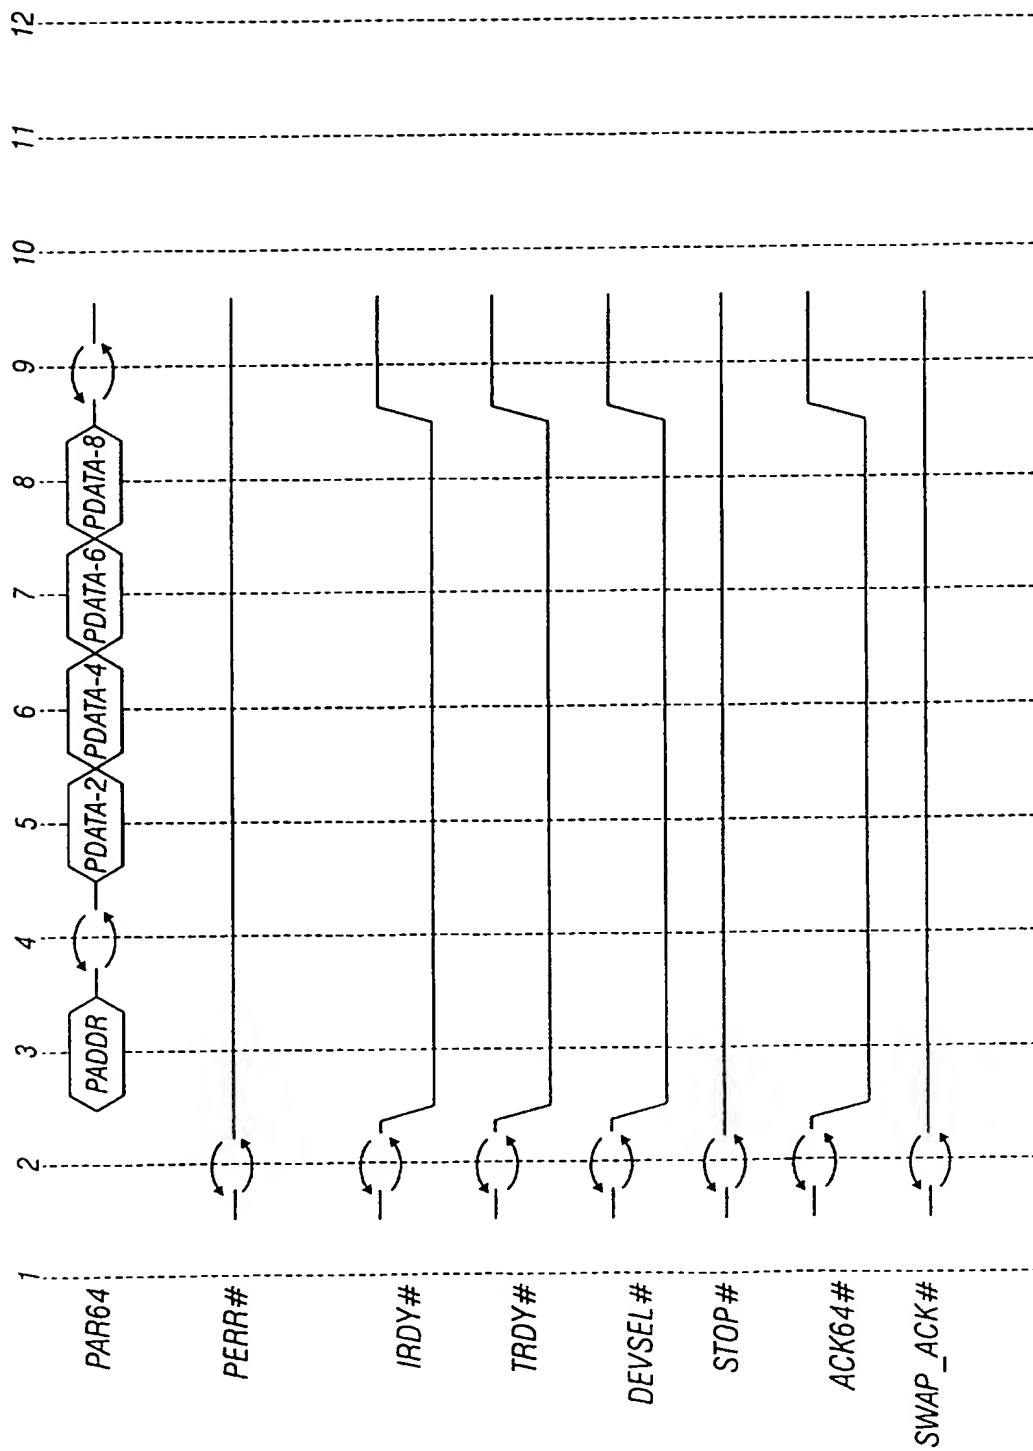 1 2 3 4 5 6 7 8 9 10 11 12
PAR64 PADDR PDATA-2 PDATA-4 PDATA-6 PDATA-8
PERR#
IRDY#
TRDY#
DEVSEL#
STOP#
ACK64#
SWAP_ACK#